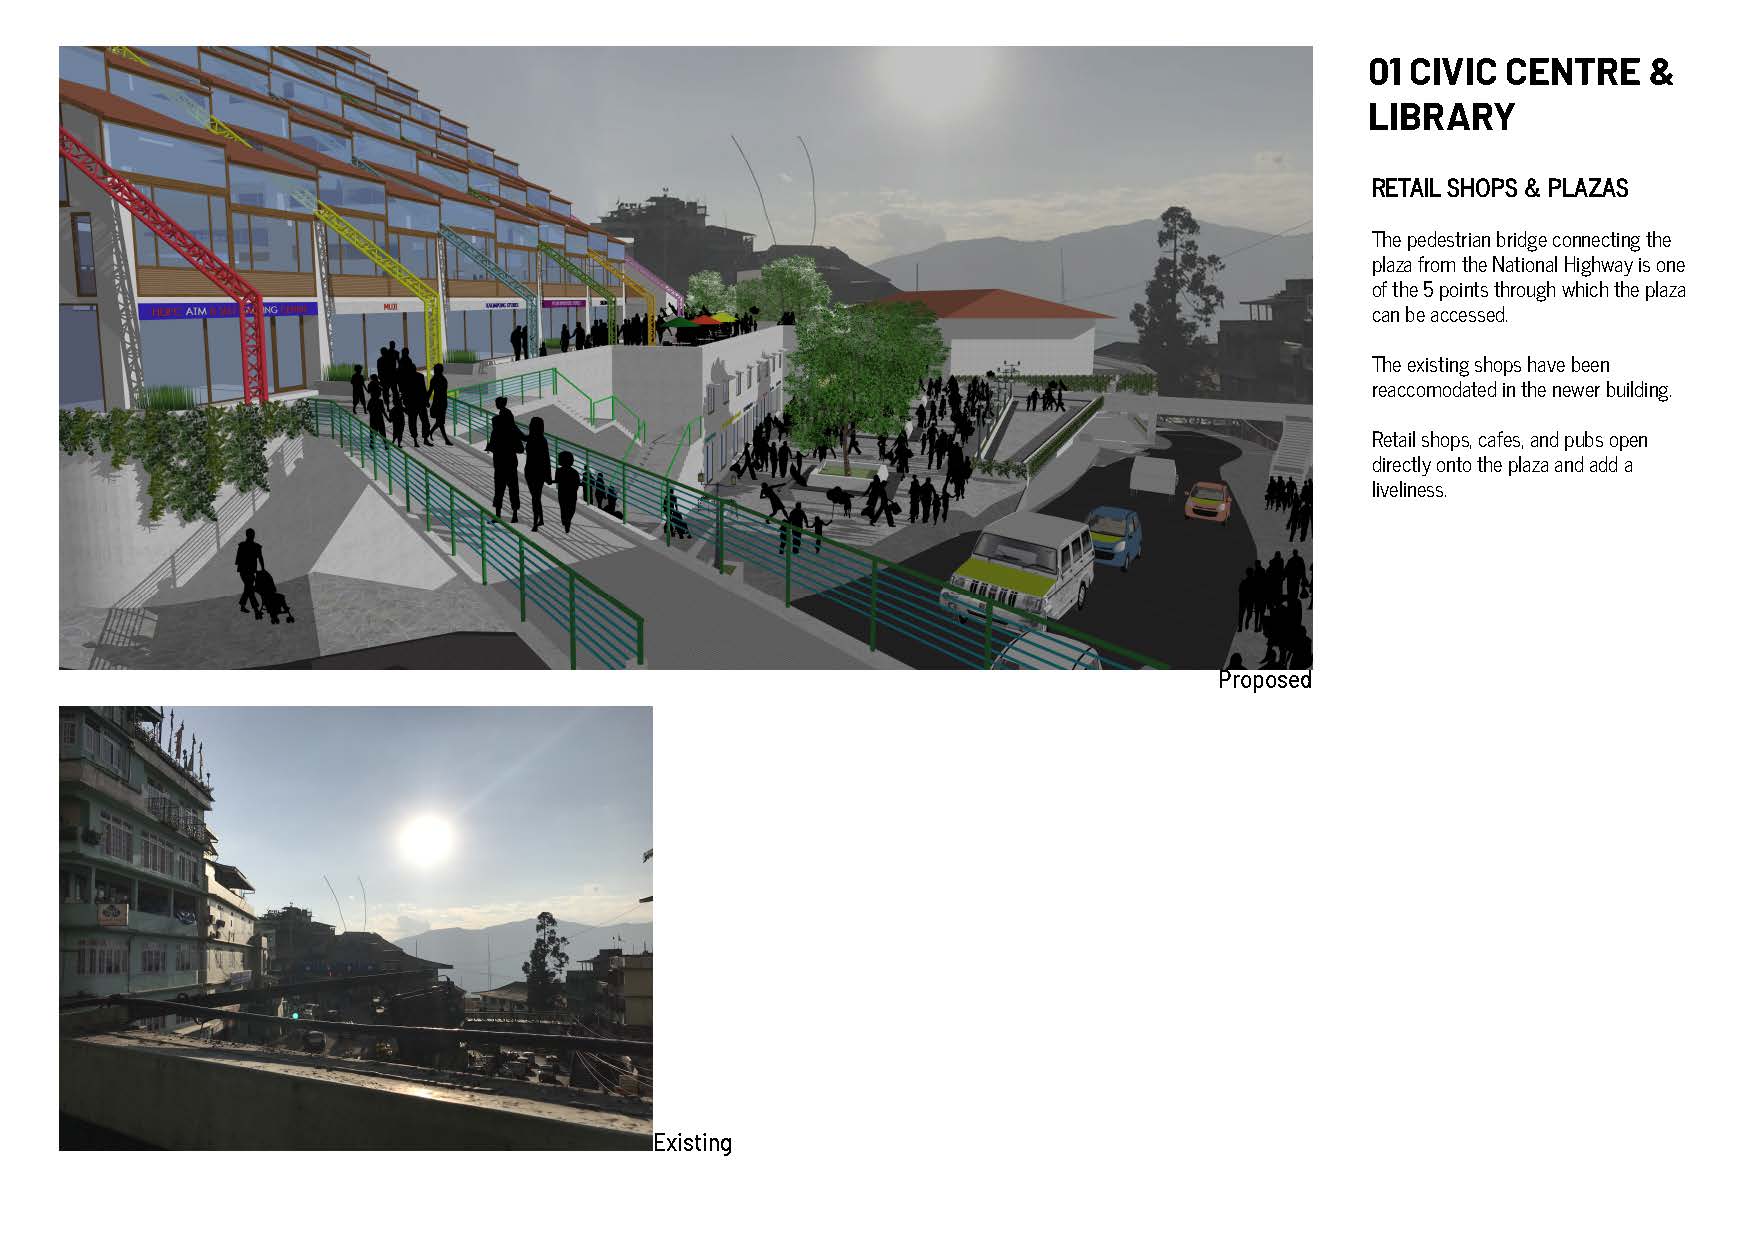 01 CIVIC CENTRE &
LIBRARY
RETAIL SHOPS & PLAZAS
The pedestrian bridge connecting the
plaza from the National Highway is one
of the 5 points through which the plaza
can be accessed.
The existing shops have been
reaccomodated in the newer building.
Retail shops, cafes, and pubs open
directly onto the plaza and add a
liveliness.
ATM
MUJI
KALIMPONG STORES
Proposed
Existing